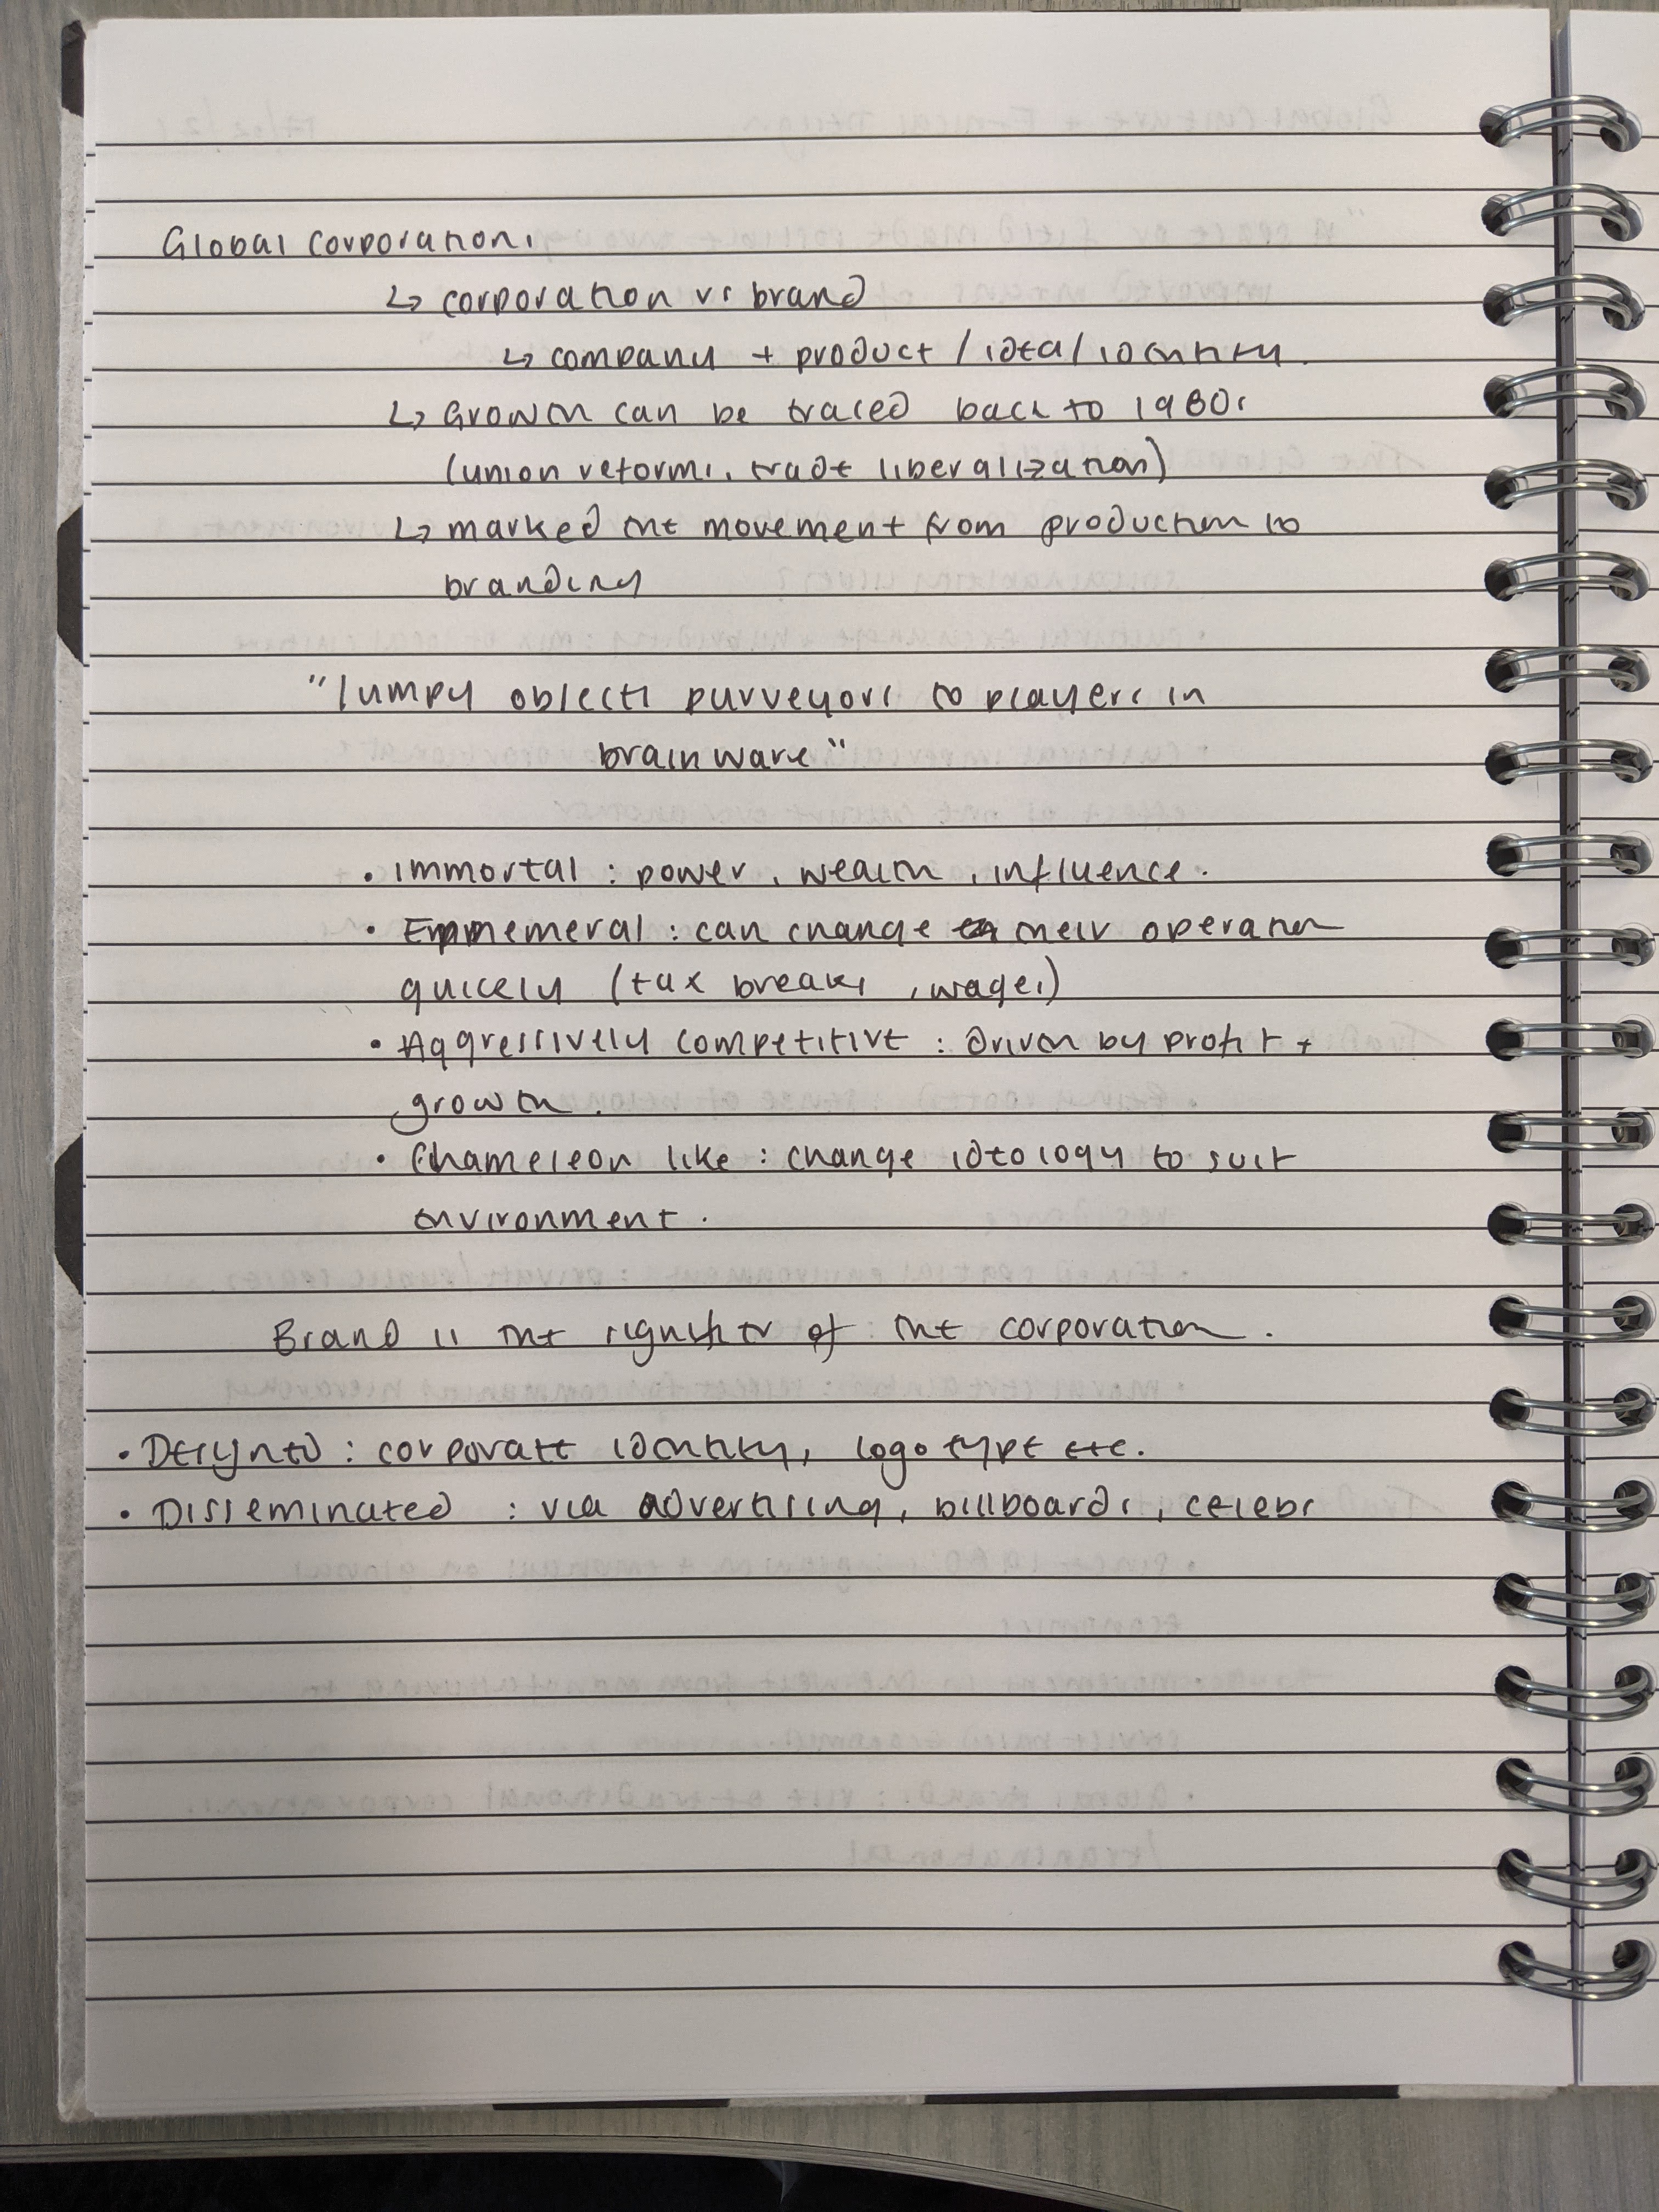 Global corporations
↳ corporation vs brand
↳ company + product / idea / identity.
↳ Growth can be traced back to 1980s
(union reforms, trade liberalization)
↳ marked the movement from production to
branding
"lumpy objects purveyors to players in
brainware"
• Immortal : power, wealth, influence.
• Ephemeral : can change their operation
quickly (tax breaks, wages)
• Aggressively competitive : driven by profit +
growth.
• Chameleon like : change ideology to suit
environment.
Brand is the signifier of the corporation.
• Designed : corporate identity, logo type etc.
• Disseminated : via advertising, billboards, celebs